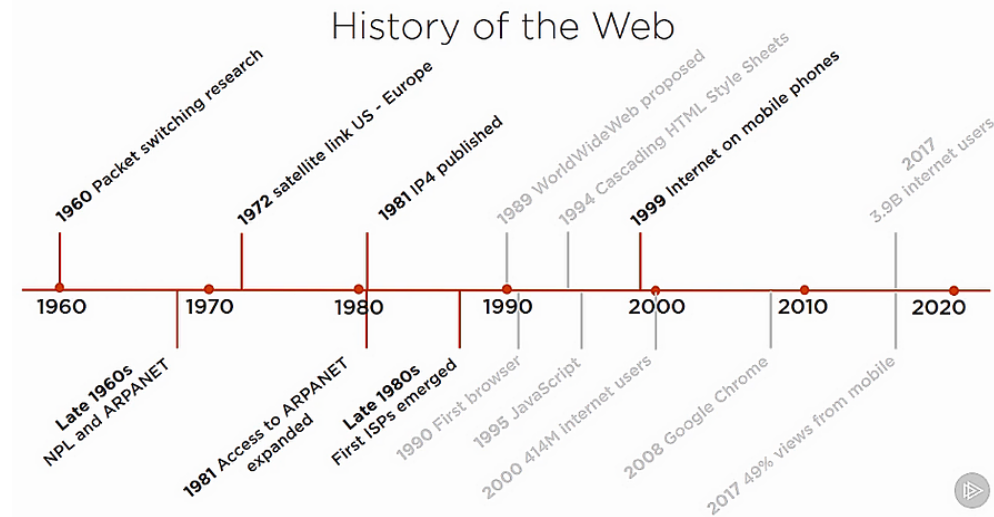 History of the Web
1960 Packet switching research
1972 satellite link US - Europe
1981 IP4 published
1989 WorldWideWeb proposed
1994 Cascading HTML Style Sheets
1999 Internet on mobile phones
2017
3.9B internet users
1960
1970
1980
1990
2000
2010
2020
Late 1960s
NPL and ARPANET
1981 Access to ARPANET
expanded
Late 1980s
First ISPs emerged
1990 First browser
1995 JavaScript
2000 414M internet users
2008 Google Chrome
2017 49% views from mobile